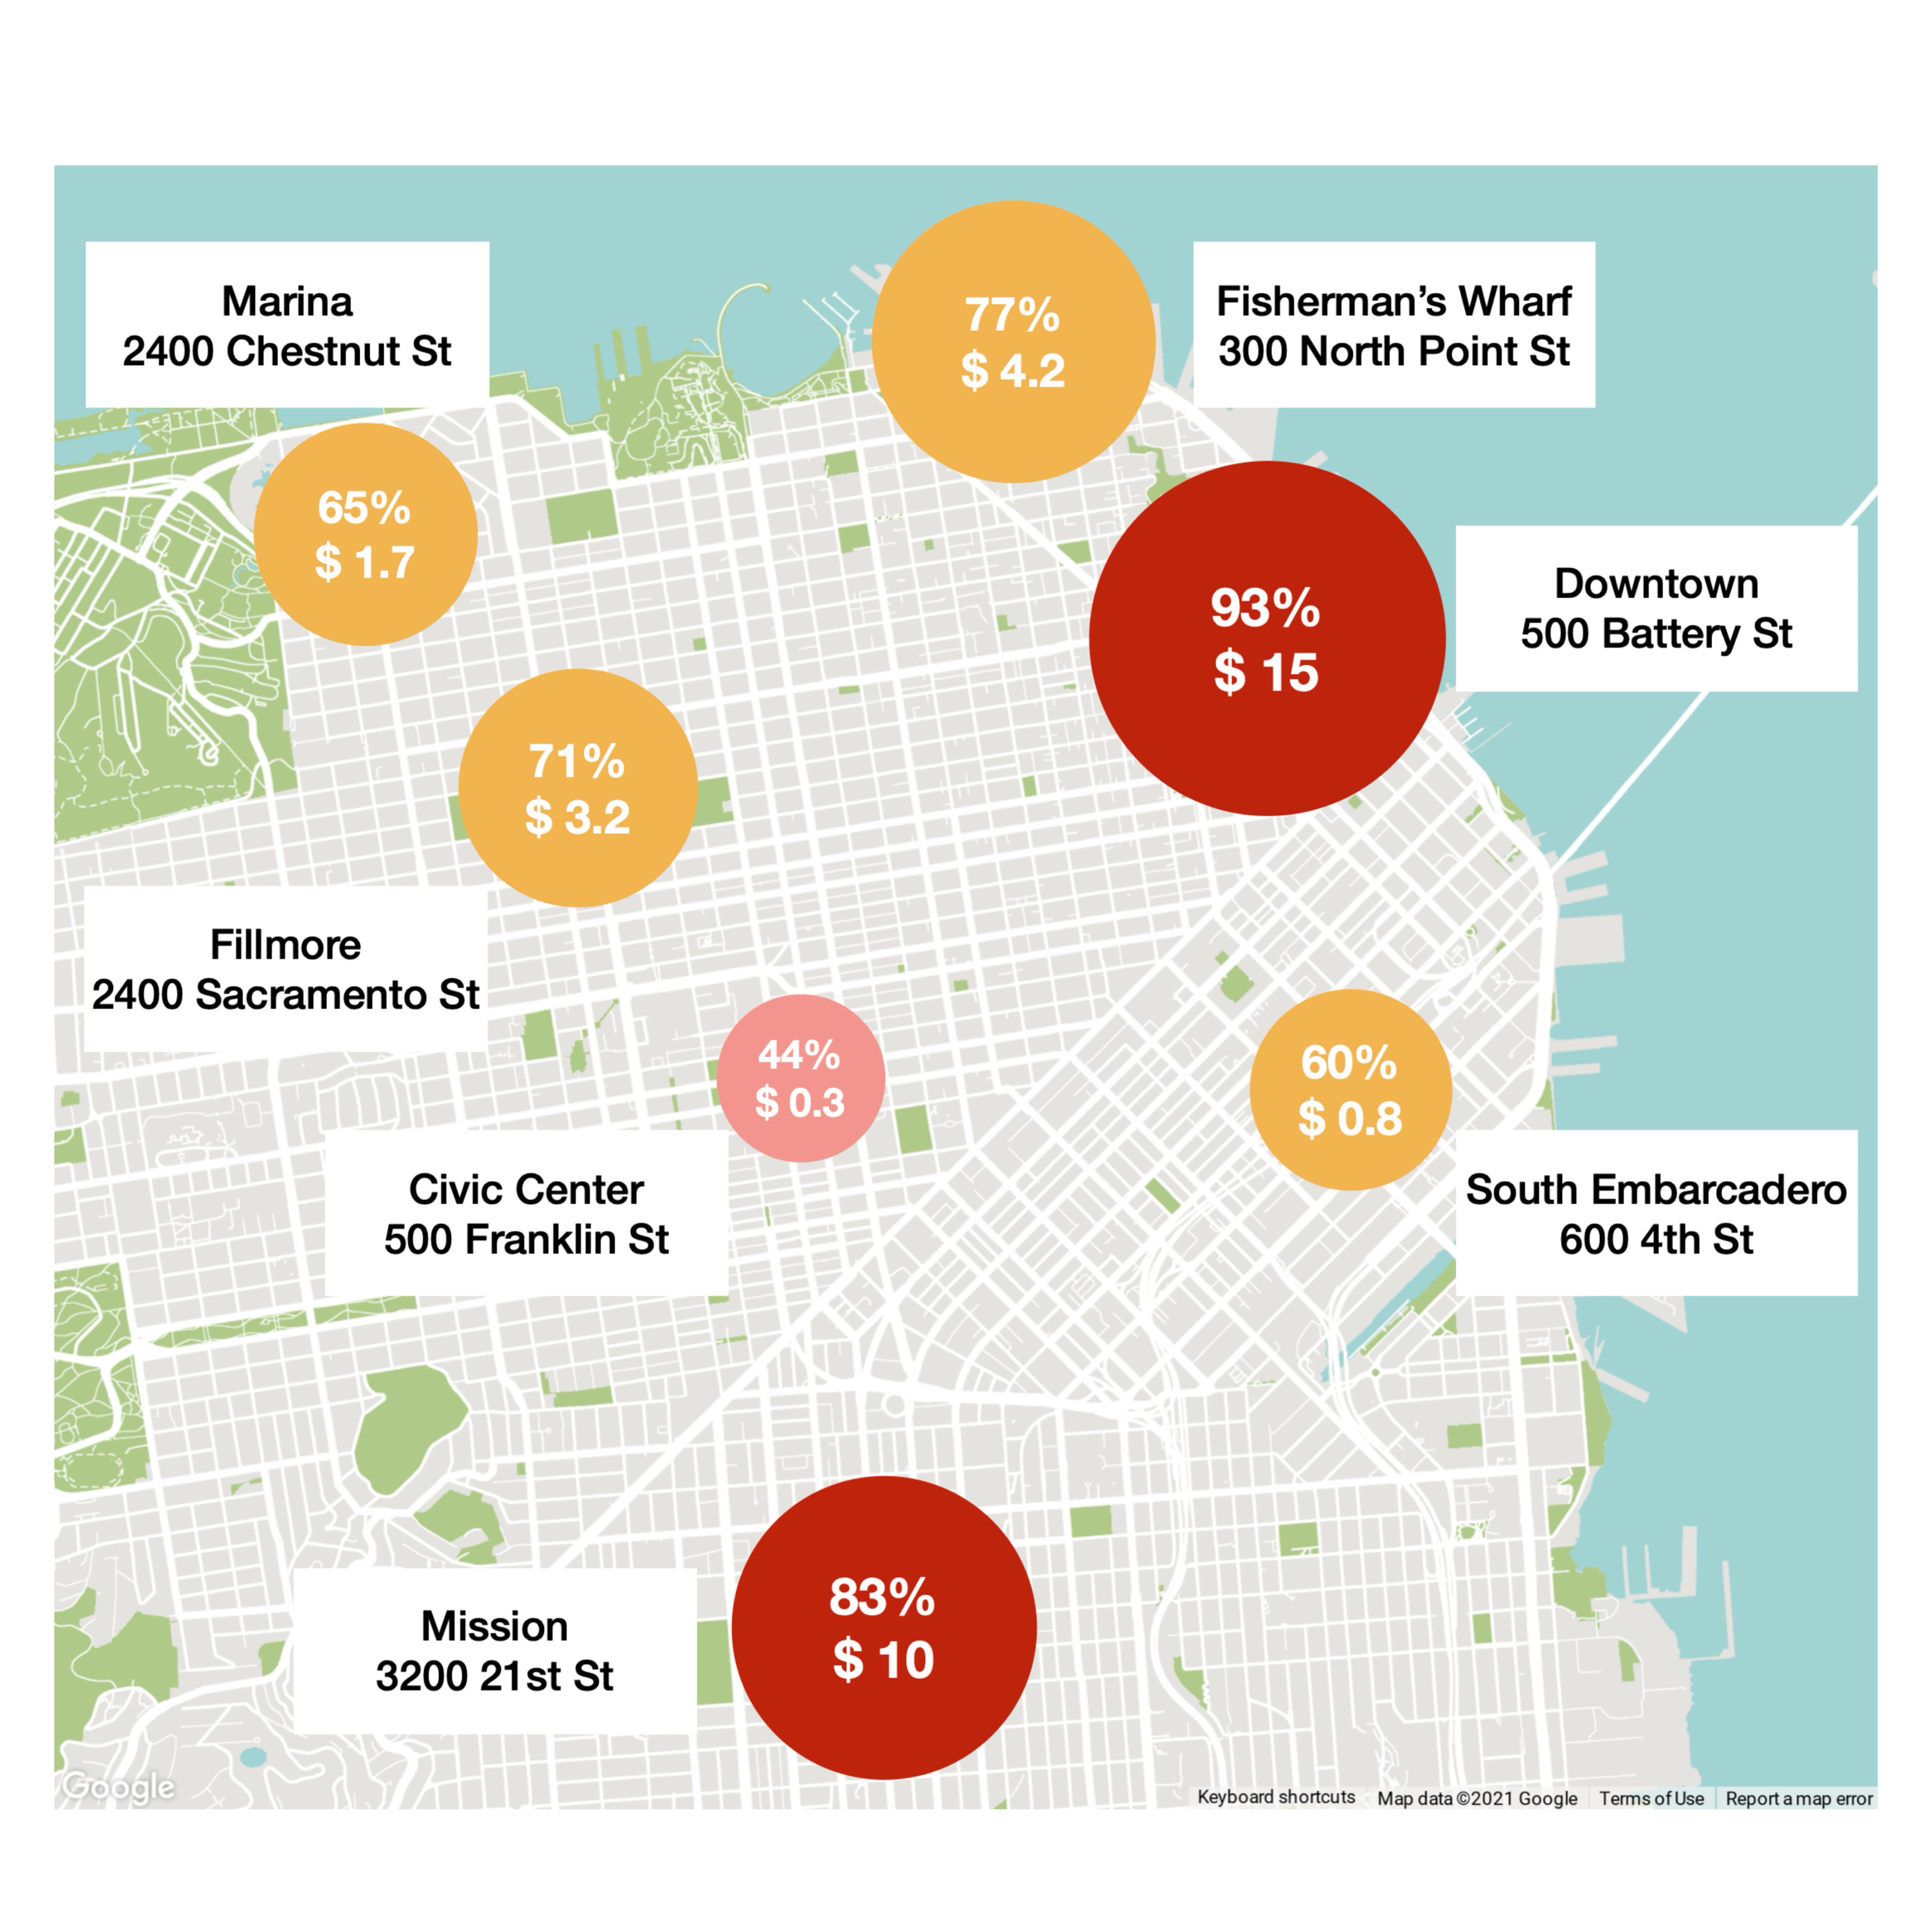 Marina
2400 Chestnut St
77%
$ 4.2
Fisherman’s Wharf
300 North Point St
65%
$ 1.7
93%
$ 15
Downtown
500 Battery St
71%
$ 3.2
Fillmore
2400 Sacramento St
44%
$ 0.3
60%
$ 0.8
Civic Center
500 Franklin St
South Embarcadero
600 4th St
Mission
3200 21st St
83%
$ 10
Google
Keyboard shortcuts
Map data ©2021 Google
Terms of Use
Report a map error